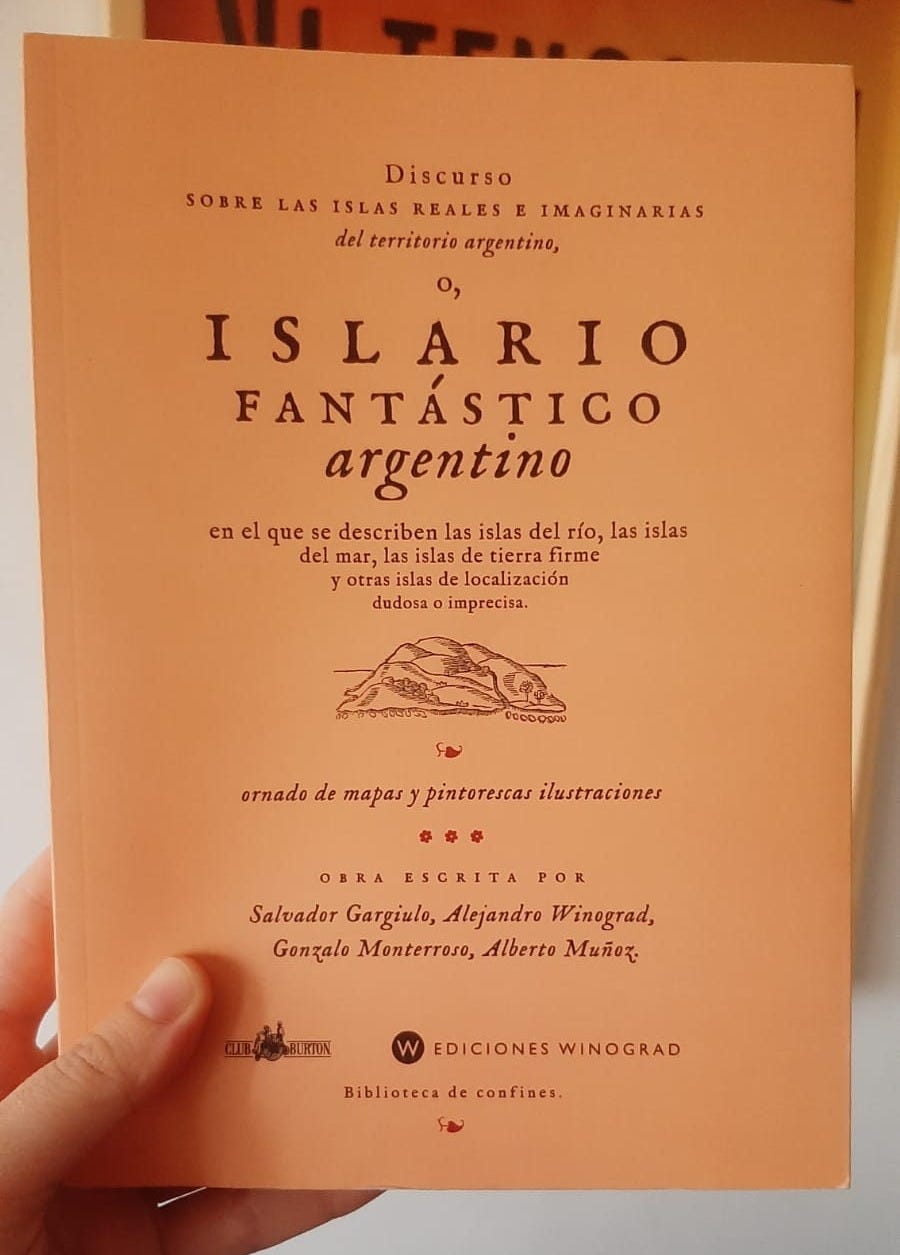 Discurso
SOBRE LAS ISLAS REALES E IMAGINARIAS
del territorio argentino,
o,
ISLARIO
FANTÁSTICO
argentino
en el que se describen las islas del río, las islas
del mar, las islas de tierra firme
y otras islas de localización
dudosa o imprecisa.
ornado de mapas y pintorescas ilustraciones
OBRA ESCRITA POR
Salvador Gargiulo, Alejandro Winograd,
Gonzalo Monterroso, Alberto Muñoz.
CLUB BURTON
W EDICIONES WINOGRAD
Biblioteca de confines.